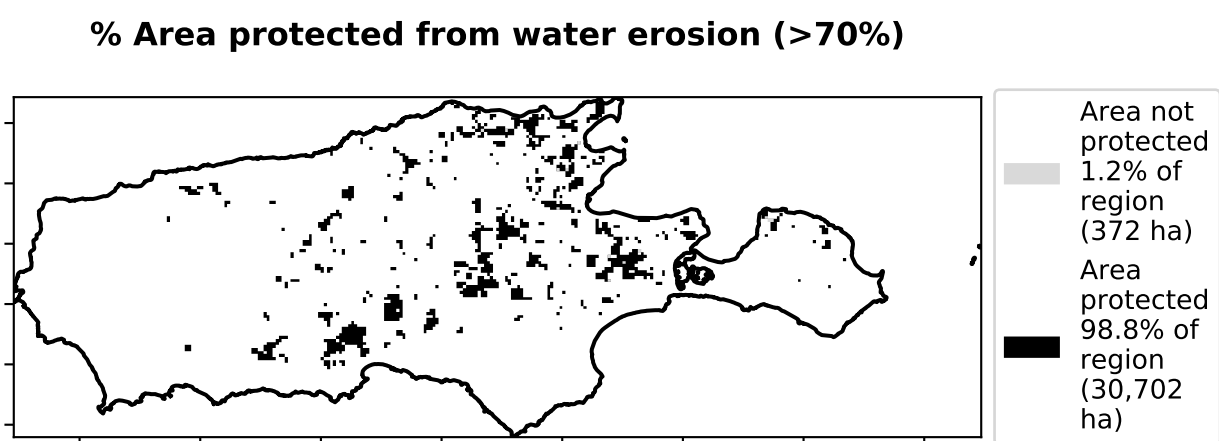 % Area protected from water erosion (>70%)
Area not
protected
1.2% of
region
(372 ha)
Area
protected
98.8% of
region
(30,702
ha)